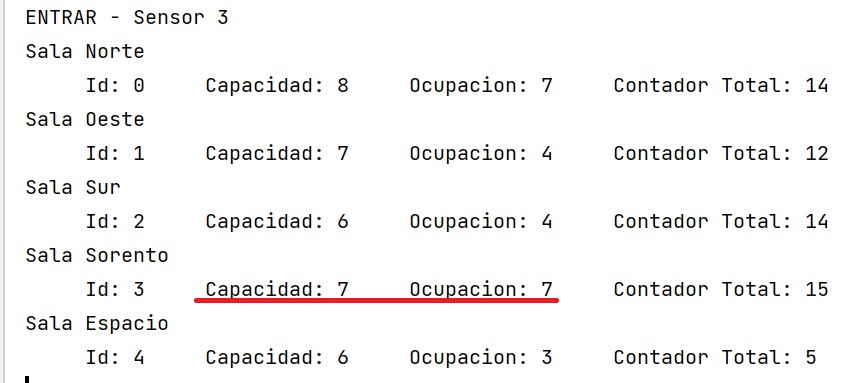 ENTRAR - Sensor 3
Sala Norte
Id: 0 Capacidad: 8 Ocupacion: 7 Contador Total: 14
Sala Oeste
Id: 1 Capacidad: 7 Ocupacion: 4 Contador Total: 12
Sala Sur
Id: 2 Capacidad: 6 Ocupacion: 4 Contador Total: 14
Sala Sorento
Id: 3 Capacidad: 7 Ocupacion: 7 Contador Total: 15
Sala Espacio
Id: 4 Capacidad: 6 Ocupacion: 3 Contador Total: 5